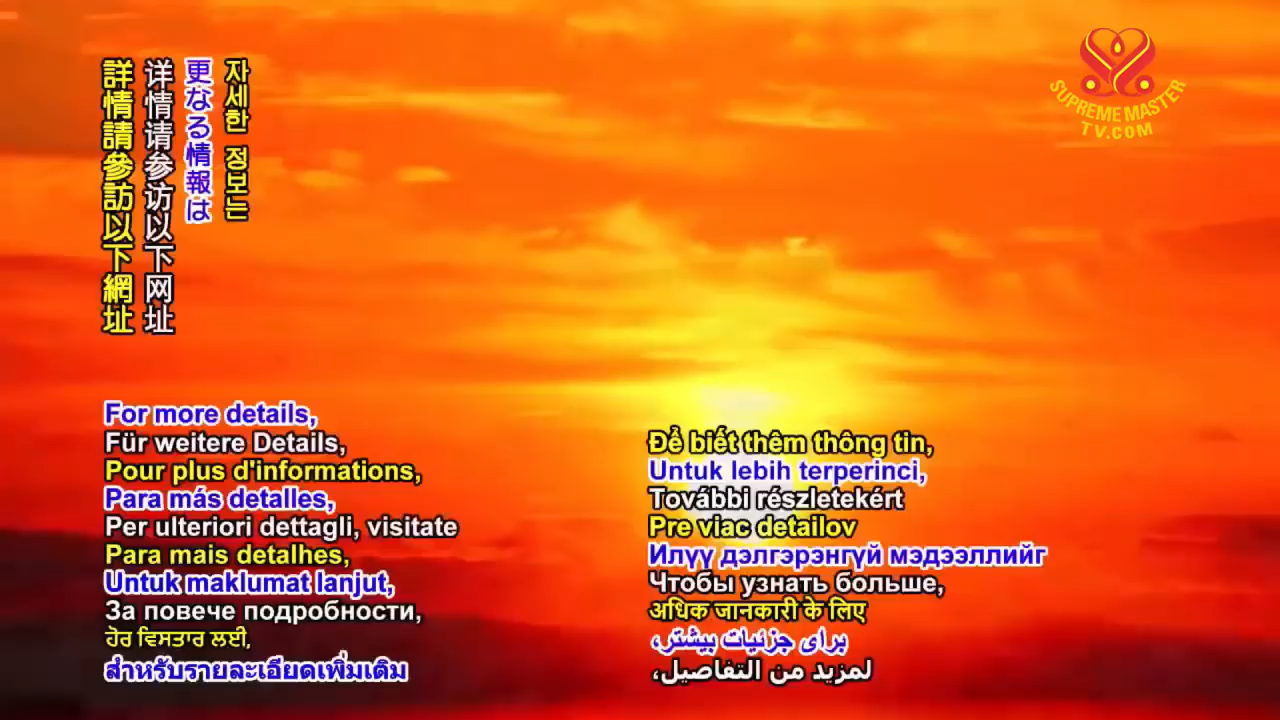 詳情請參訪以下網址
详情请参访以下网址
更なる情報は
자세한 정보는
SUPREME MASTER
TV.COM
For more details,
Für weitere Details,
Pour plus d'informations,
Para más detalles,
Per ulteriori dettagli, visitate
Para mais detalhes,
Untuk maklumat lanjut,
За повече подробности,
ਹੋਰ ਵਿਸਤਾਰ ਲਈ,
สำหรับรายละเอียดเพิ่มเติม
Để biết thêm thông tin,
Untuk lebih terperinci,
További részletekért
Pre viac detailov
Илүү дэлгэрэнгүй мэдээллийг
Чтобы узнать больше,
अधिक जानकारी के लिए
برای جزئیات بیشتر،
لمزيد من التفاصيل،